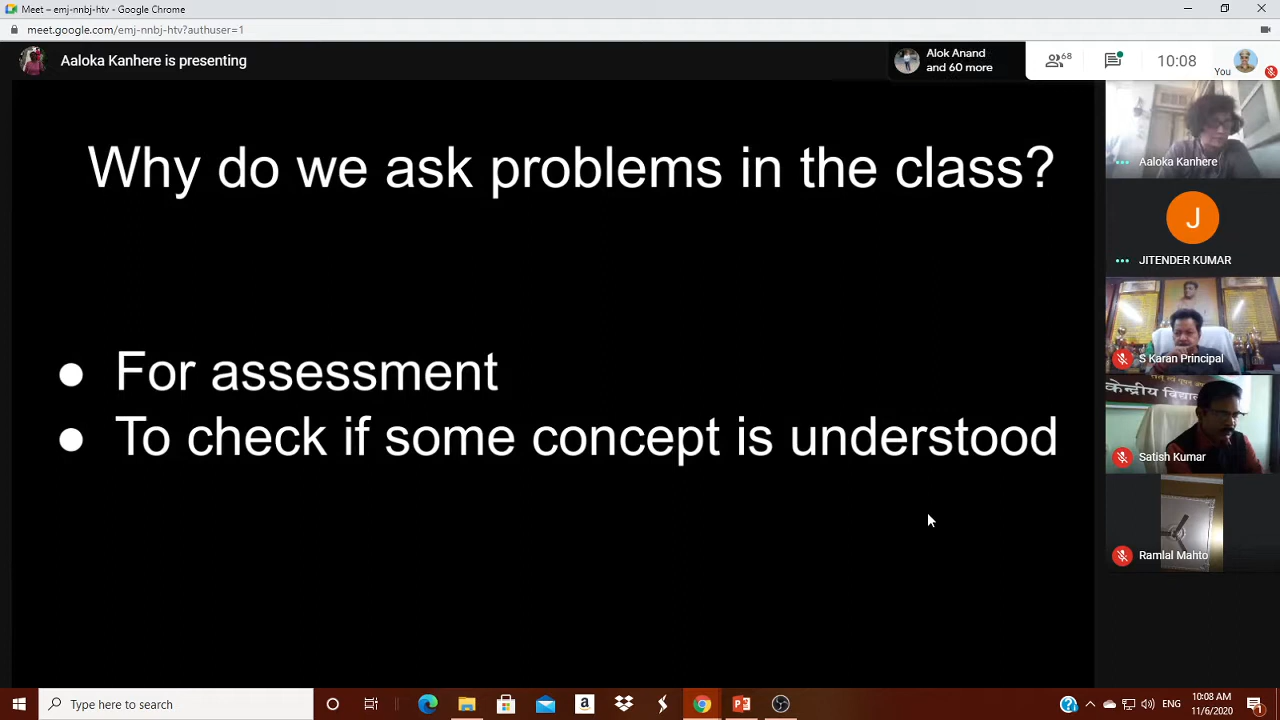 Meet – emj-nnbj-htv - Google Chrome
meet.google.com/emj-nnbj-htv?authuser=1
Aaloka Kanhere is presenting
Alok Anand
and 60 more
68
10:08
You
Why do we ask problems in the class?
● For assessment
● To check if some concept is understood
Aaloka Kanhere
J
JITENDER KUMAR
S Karan Principal
केन्द्रीय विद्याल
Satish Kumar
Ramlal Mahto
Type here to search
ENG
10:08 AM
11/6/2020
1